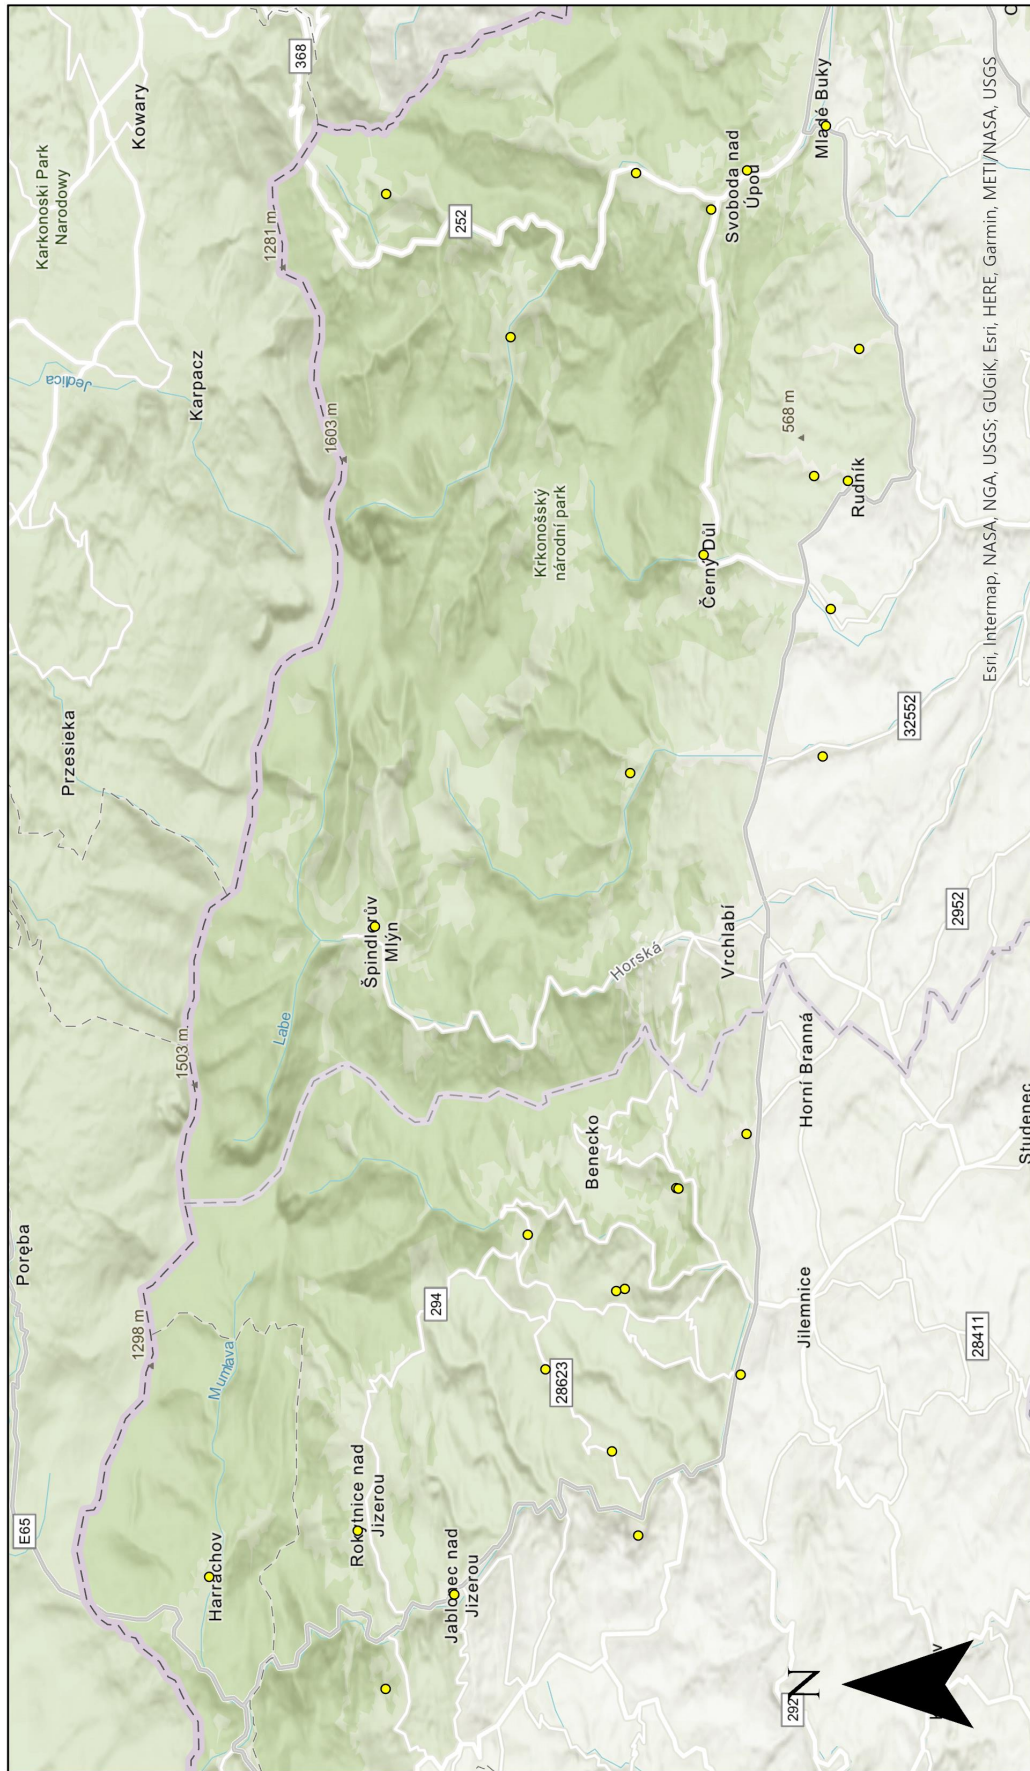 E65
Poręba
Przesieka
Karkonoski Park
Narodowy
Kowary
368
Karpacz
Jedlica
1298 m
1503 m
1603 m
1281 m
Harrachov
Mumlava
Labe
Rokytnice nad
Jizerou
294
Špindlerův
Mlýn
252
Jablonec nad
Jizerou
28623
Benecko
Krkonošský
národní park
Horská
Vrchlabí
Černý Důl
Svoboda nad
Úpou
568 m
Mladé Buky
Rudník
292
N
Jilemnice
Horní Branná
32552
28411
2952
Studenec
Esri, Intermap, NASA, NGA, USGS; GUGiK, Esri, HERE, Garmin, METI/NASA, USGS